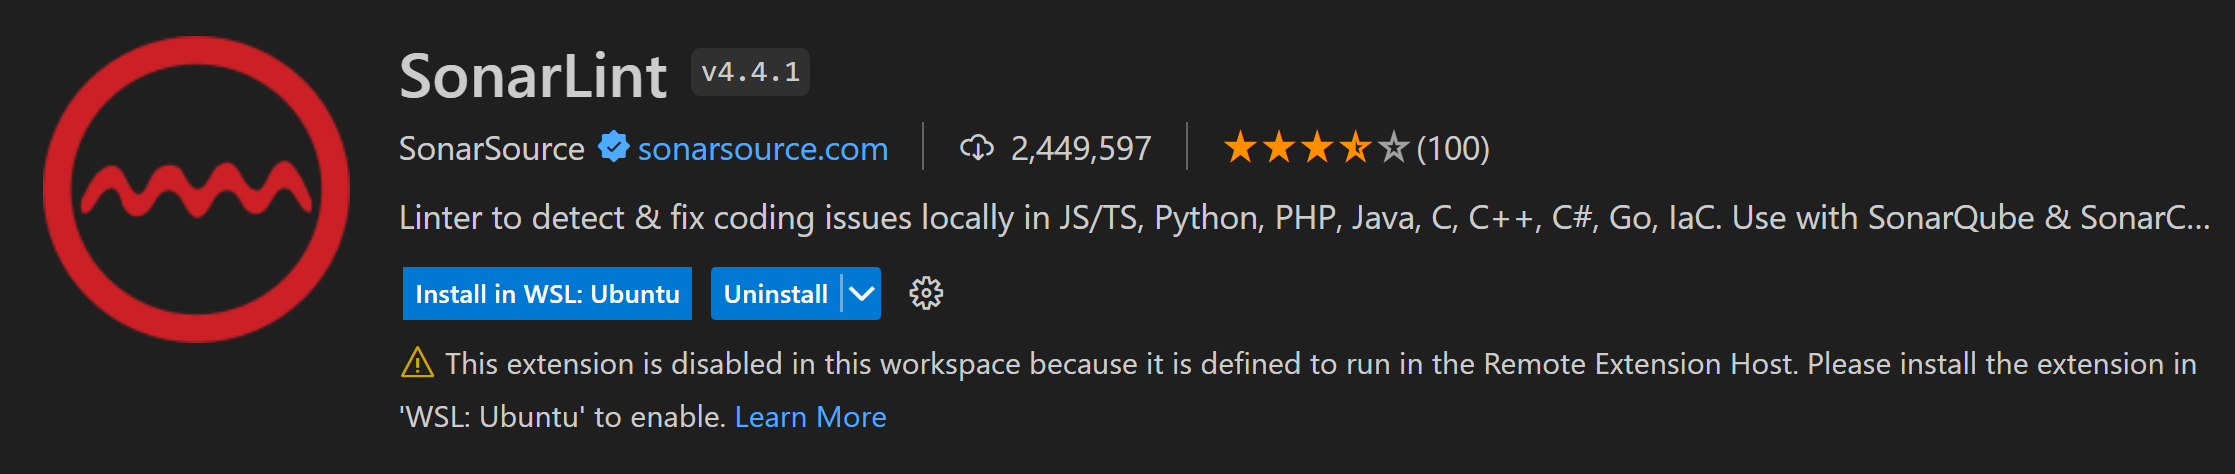 SonarLint v4.4.1
SonarSource sonarsource.com 2,449,597 (100)
Linter to detect & fix coding issues locally in JS/TS, Python, PHP, Java, C, C++, C#, Go, IaC. Use with SonarQube & SonarC...
Install in WSL: Ubuntu Uninstall
This extension is disabled in this workspace because it is defined to run in the Remote Extension Host. Please install the extension in
'WSL: Ubuntu' to enable. Learn More